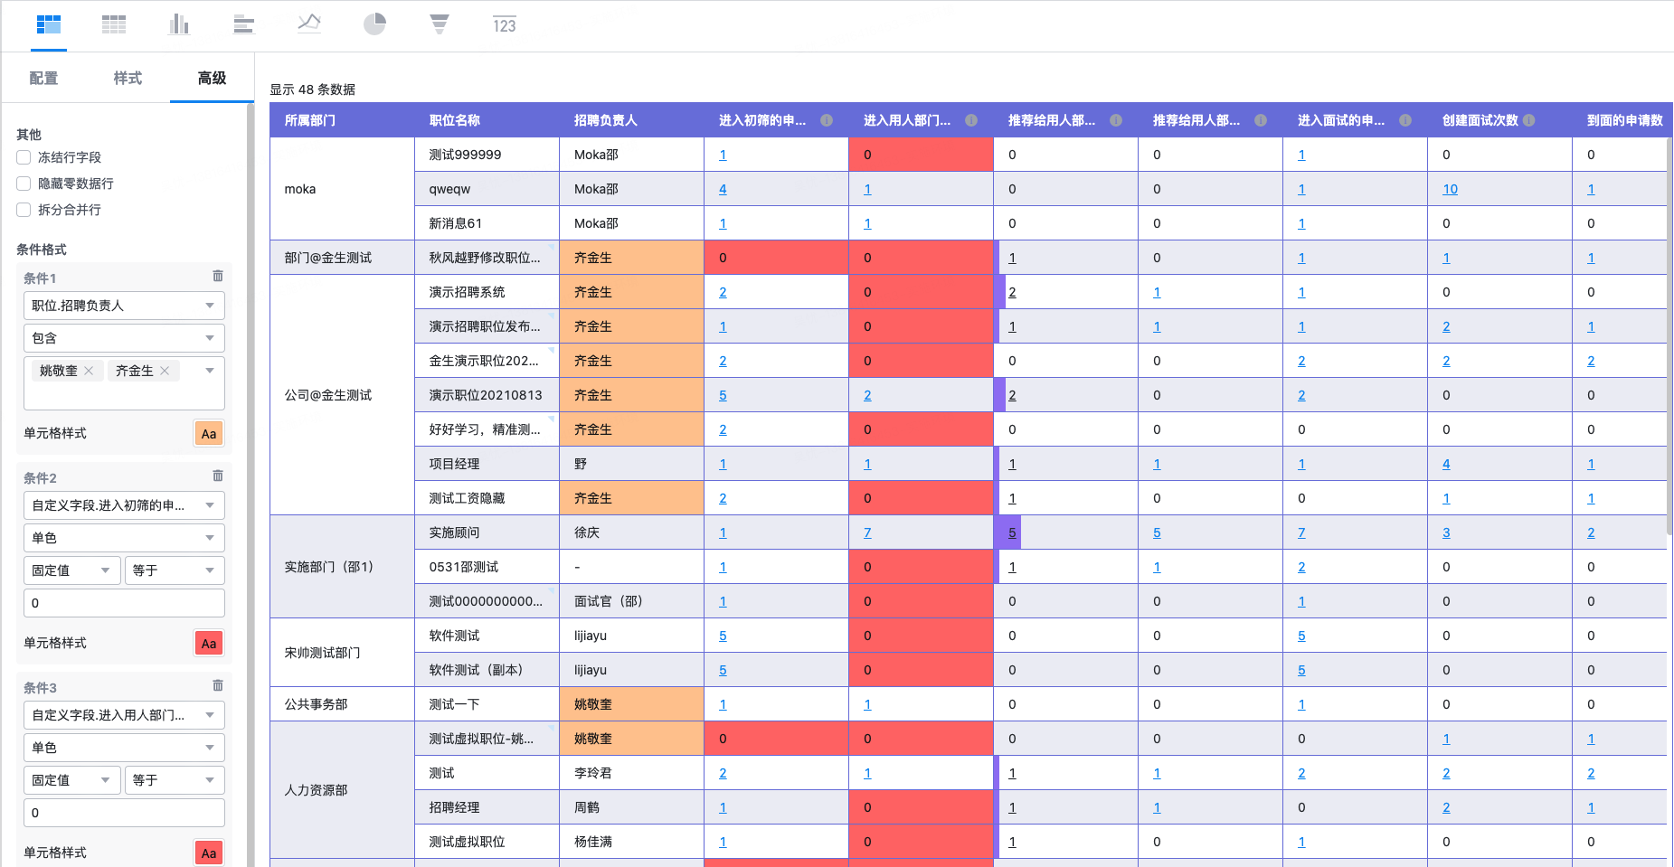 123
配置 样式 高级
其他
冻结行字段
隐藏零数据行
拆分合并行
条件格式
条件1
职位.招聘负责人
包含
姚敬奎 齐金生
单元格样式 Aa
条件2
自定义字段.进入初筛的申...
单色
固定值 等于
0
单元格样式 Aa
条件3
自定义字段.进入用人部门...
单色
固定值 等于
0
单元格样式 Aa
显示 48 条数据
所属部门 职位名称 招聘负责人 进入初筛的申... 进入用人部门... 推荐给用人部... 推荐给用人部... 进入面试的申... 创建面试次数 到面的申请数
moka 测试999999 Moka邵 1 0 0 0 1 0 0
qweqw Moka邵 4 1 0 0 1 10 1
新消息61 Moka邵 1 1 0 0 1 0 0
部门@金生测试 秋风越野修改职位... 齐金生 0 0 1 0 1 1 1
公司@金生测试 演示招聘系统 齐金生 2 0 2 1 1 0 0
演示招聘职位发布... 齐金生 1 0 1 1 1 2 1
金生演示职位202... 齐金生 2 0 0 0 2 2 2
演示职位20210813 齐金生 5 2 2 0 2 0 0
好好学习，精准测... 齐金生 2 0 0 0 0 0 0
项目经理 野 1 1 1 1 1 4 1
测试工资隐藏 齐金生 2 0 1 0 0 1 1
实施部门（邵1） 实施顾问 徐庆 1 7 5 5 7 3 2
0531邵测试 - 1 0 1 1 2 0 0
测试0000000000... 面试官（邵） 1 0 0 0 1 0 0
宋帅测试部门 软件测试 lijiayu 5 0 0 0 5 0 0
软件测试（副本） lijiayu 5 0 0 0 5 0 0
公共事务部 测试一下 姚敬奎 1 1 0 0 1 0 0
人力资源部 测试虚拟职位-姚... 姚敬奎 0 0 0 0 0 1 1
测试 李玲君 2 1 1 1 2 2 2
招聘经理 周鹤 1 0 1 1 0 2 1
测试虚拟职位 杨佳满 1 0 1 0 1 0 0